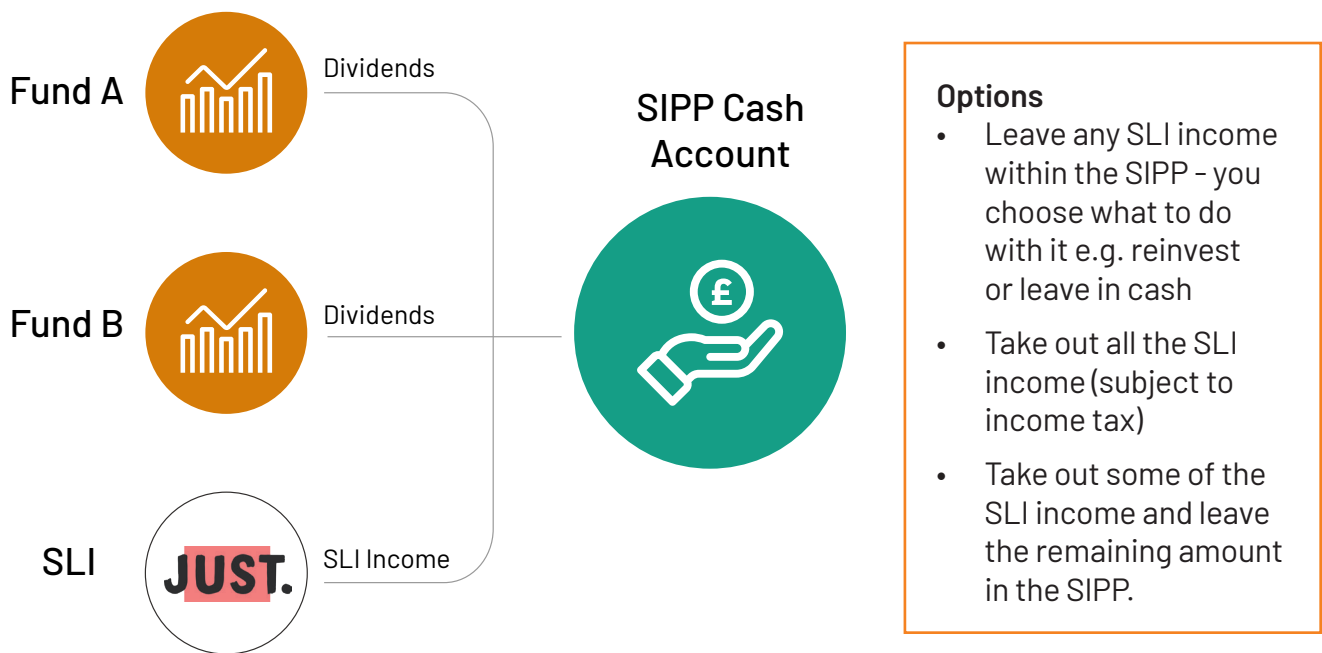 Fund A
Dividends
Fund B
Dividends
SLI
JUST.
SLI Income
SIPP Cash
Account
£
Options
• Leave any SLI income
within the SIPP - you
choose what to do
with it e.g. reinvest
or leave in cash
• Take out all the SLI
income (subject to
income tax)
• Take out some of the
SLI income and leave
the remaining amount
in the SIPP.